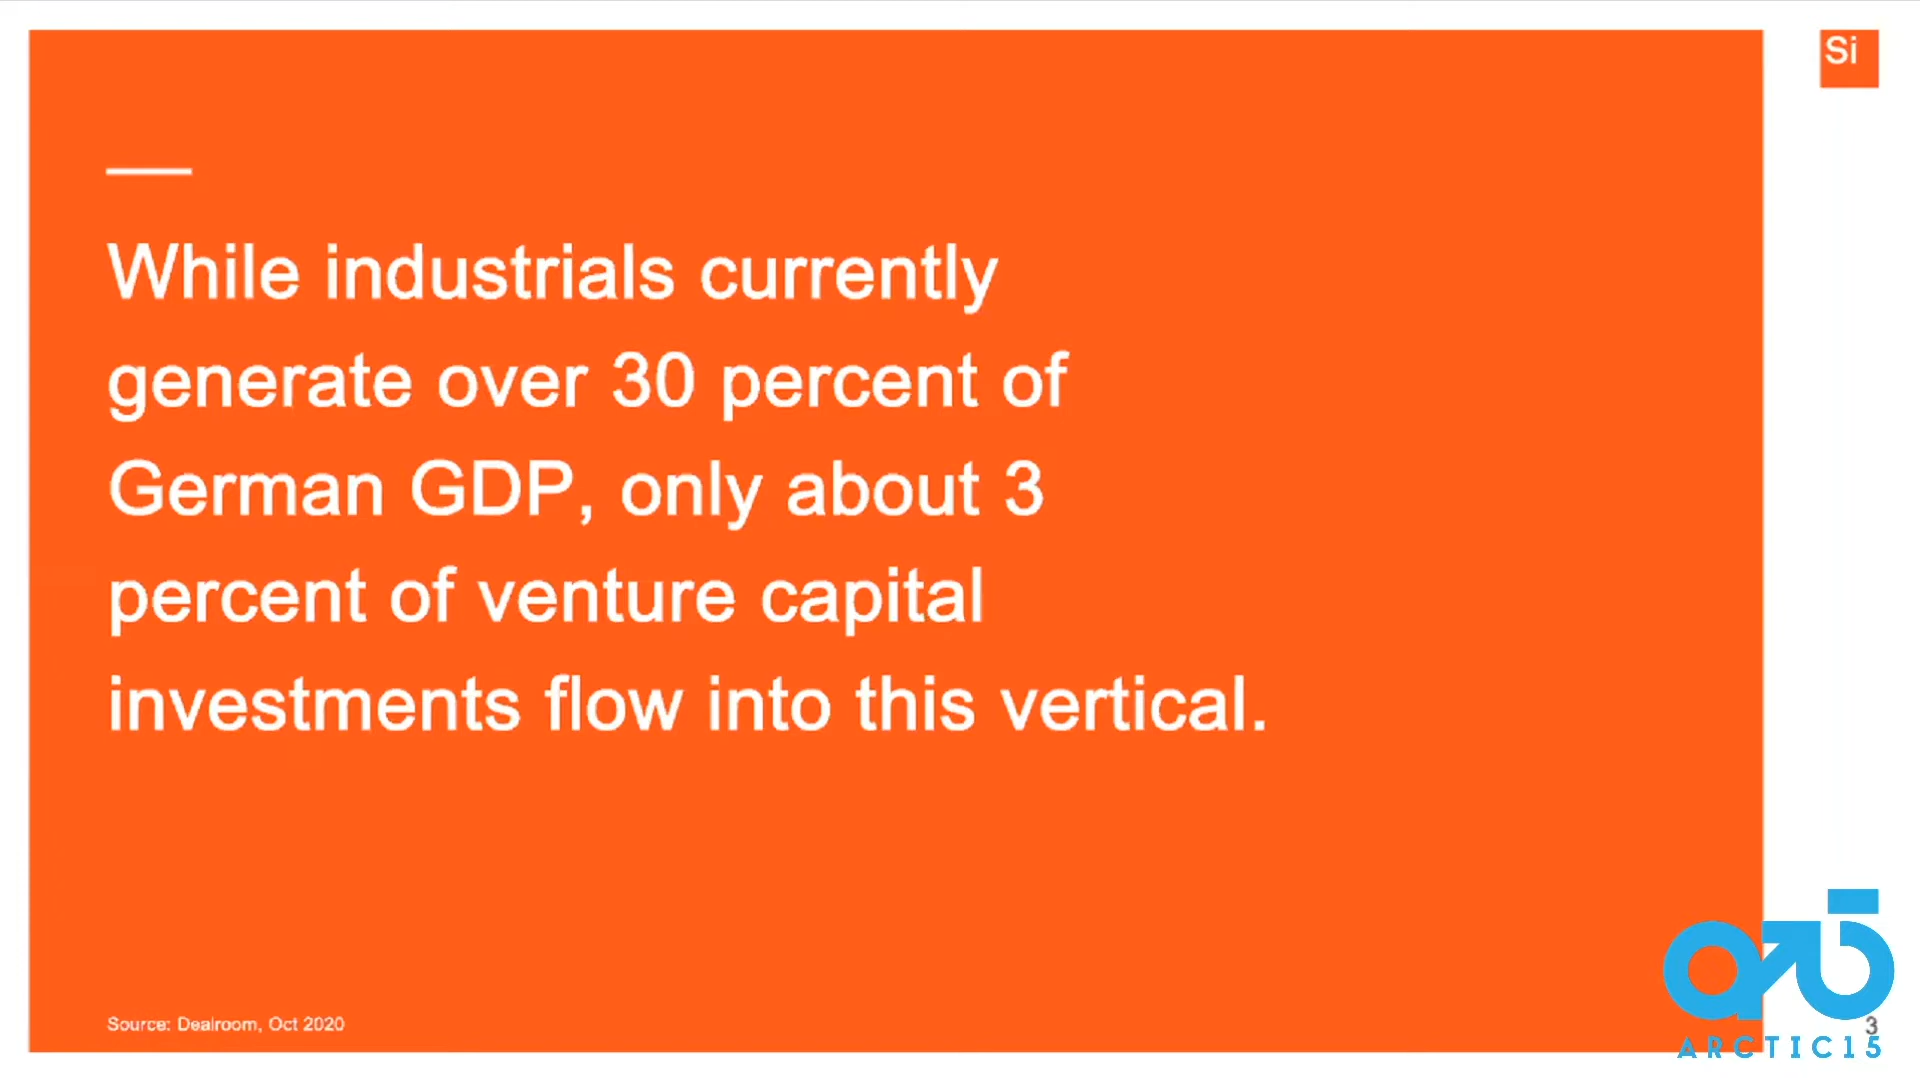 Si
While industrials currently
generate over 30 percent of
German GDP, only about 3
percent of venture capital
investments flow into this vertical.
Source: Dealroom, Oct 2020
3
ARCTIC15